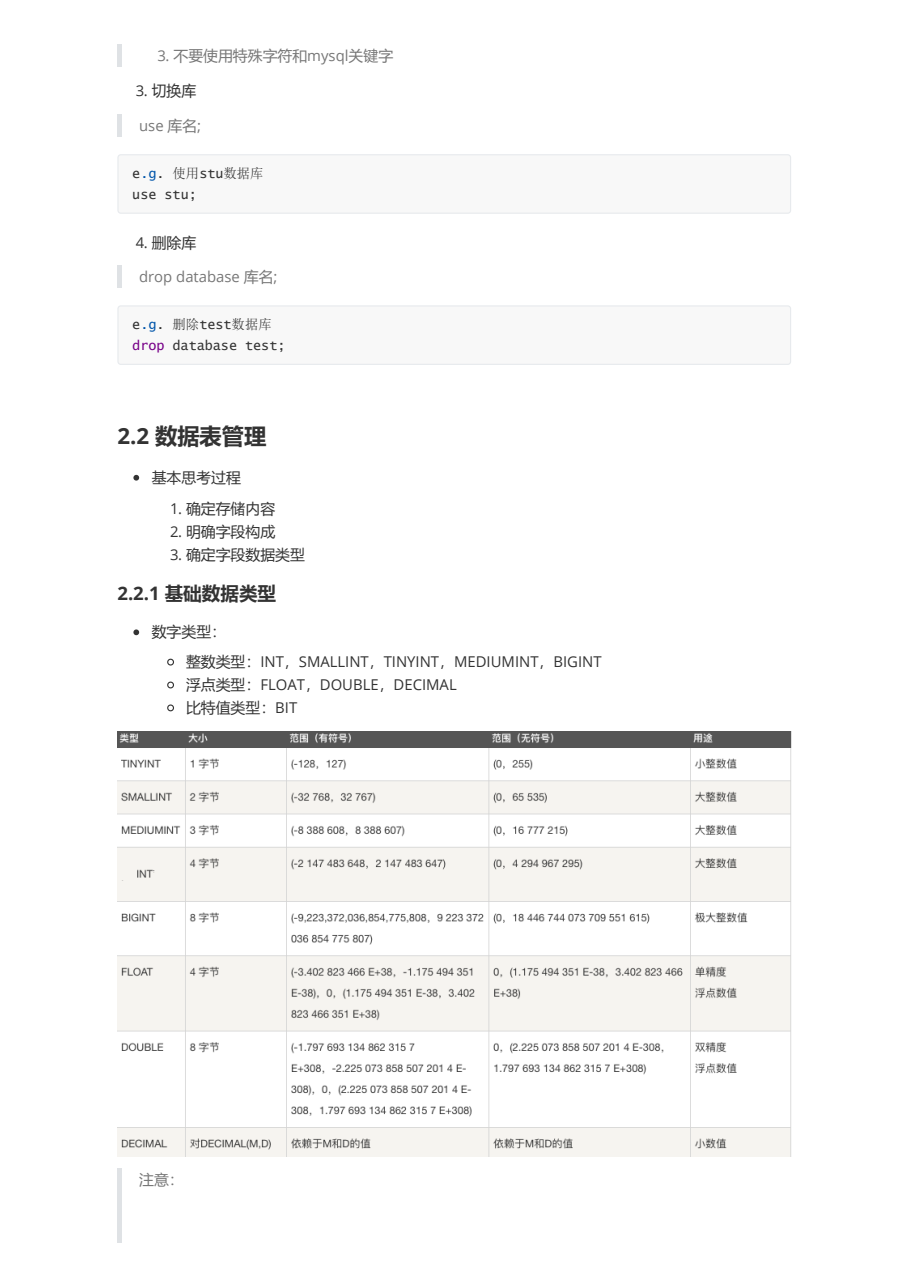 3. 不要使用特殊字符和mysql关键字
3. 切换库
use 库名;
e.g. 使用stu数据库
use stu;
4. 删除库
drop database 库名;
e.g. 删除test数据库
drop database test;
2.2 数据表管理
基本思考过程
1. 确定存储内容
2. 明确字段构成
3. 确定字段数据类型
2.2.1 基础数据类型
数字类型：
整数类型：INT，SMALLINT，TINYINT，MEDIUMINT，BIGINT
浮点类型：FLOAT，DOUBLE，DECIMAL
比特值类型：BIT
类型 大小 范围（有符号） 范围（无符号） 用途
TINYINT 1 字节 (-128，127) (0，255) 小整数值
SMALLINT 2 字节 (-32 768，32 767) (0，65 535) 大整数值
MEDIUMINT 3 字节 (-8 388 608，8 388 607) (0，16 777 215) 大整数值
INT 4 字节 (-2 147 483 648，2 147 483 647) (0，4 294 967 295) 大整数值
BIGINT 8 字节 (-9,223,372,036,854,775,808，9 223 372 (0，18 446 744 073 709 551 615) 极大整数值
036 854 775 807)
FLOAT 4 字节 (-3.402 823 466 E+38，-1.175 494 351 0，(1.175 494 351 E-38，3.402 823 466 单精度
E-38)，0，(1.175 494 351 E-38，3.402 E+38) 浮点数值
823 466 351 E+38)
DOUBLE 8 字节 (-1.797 693 134 862 315 7 0，(2.225 073 858 507 201 4 E-308， 双精度
E+308，-2.225 073 858 507 201 4 E- 1.797 693 134 862 315 7 E+308) 浮点数值
308)，0，(2.225 073 858 507 201 4 E-
308，1.797 693 134 862 315 7 E+308)
DECIMAL 对DECIMAL(M,D) 依赖于M和D的值 依赖于M和D的值 小数值
注意：